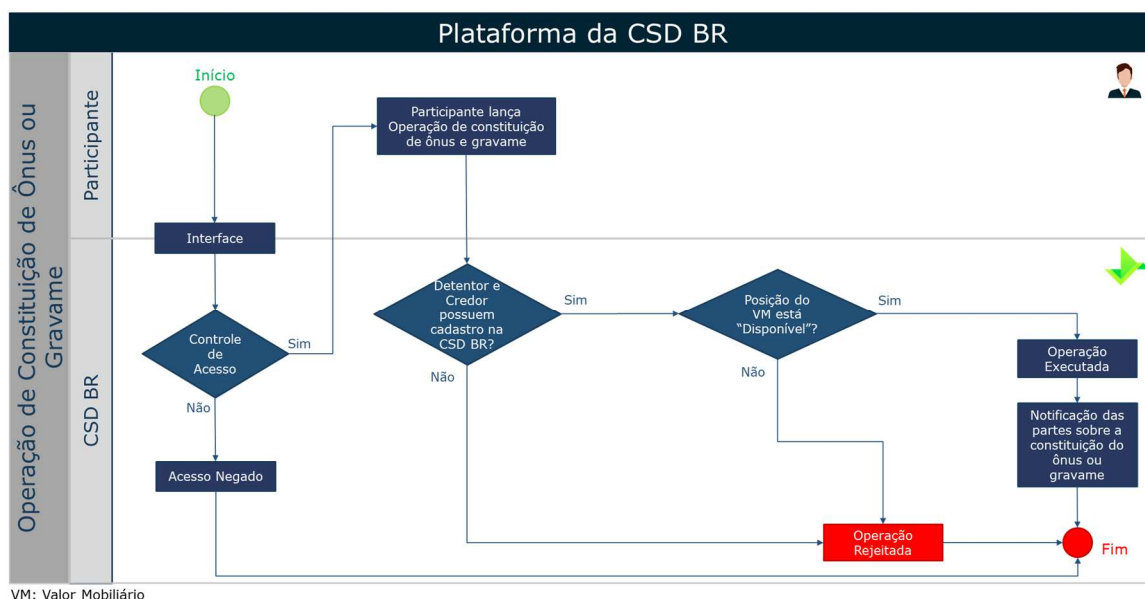 Plataforma da CSD BR
Operação de Constituição de Ônus ou
Gravame
Participante
CSD BR
Início
Participante lança
Operação de constituição
de ônus e gravame
Interface
Controle
de
Acesso
Sim
Não
Acesso Negado
Detentor e
Credor
possuem
cadastro na
CSD BR?
Sim
Não
Posição do
VM está
“Disponível”?
Sim
Não
Operação
Executada
Notificação das
partes sobre a
constituição do
ônus ou
gravame
Operação
Rejeitada
Fim
VM: Valor Mobiliário